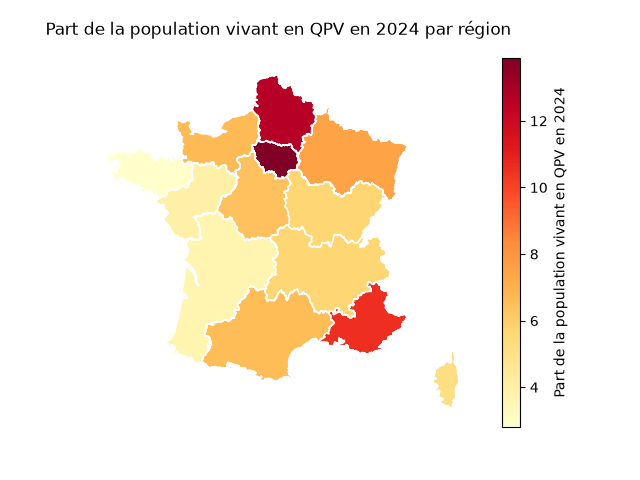 Part de la population vivant en QPV en 2024 par région
12
10
8
6
4
Part de la population vivant en QPV en 2024